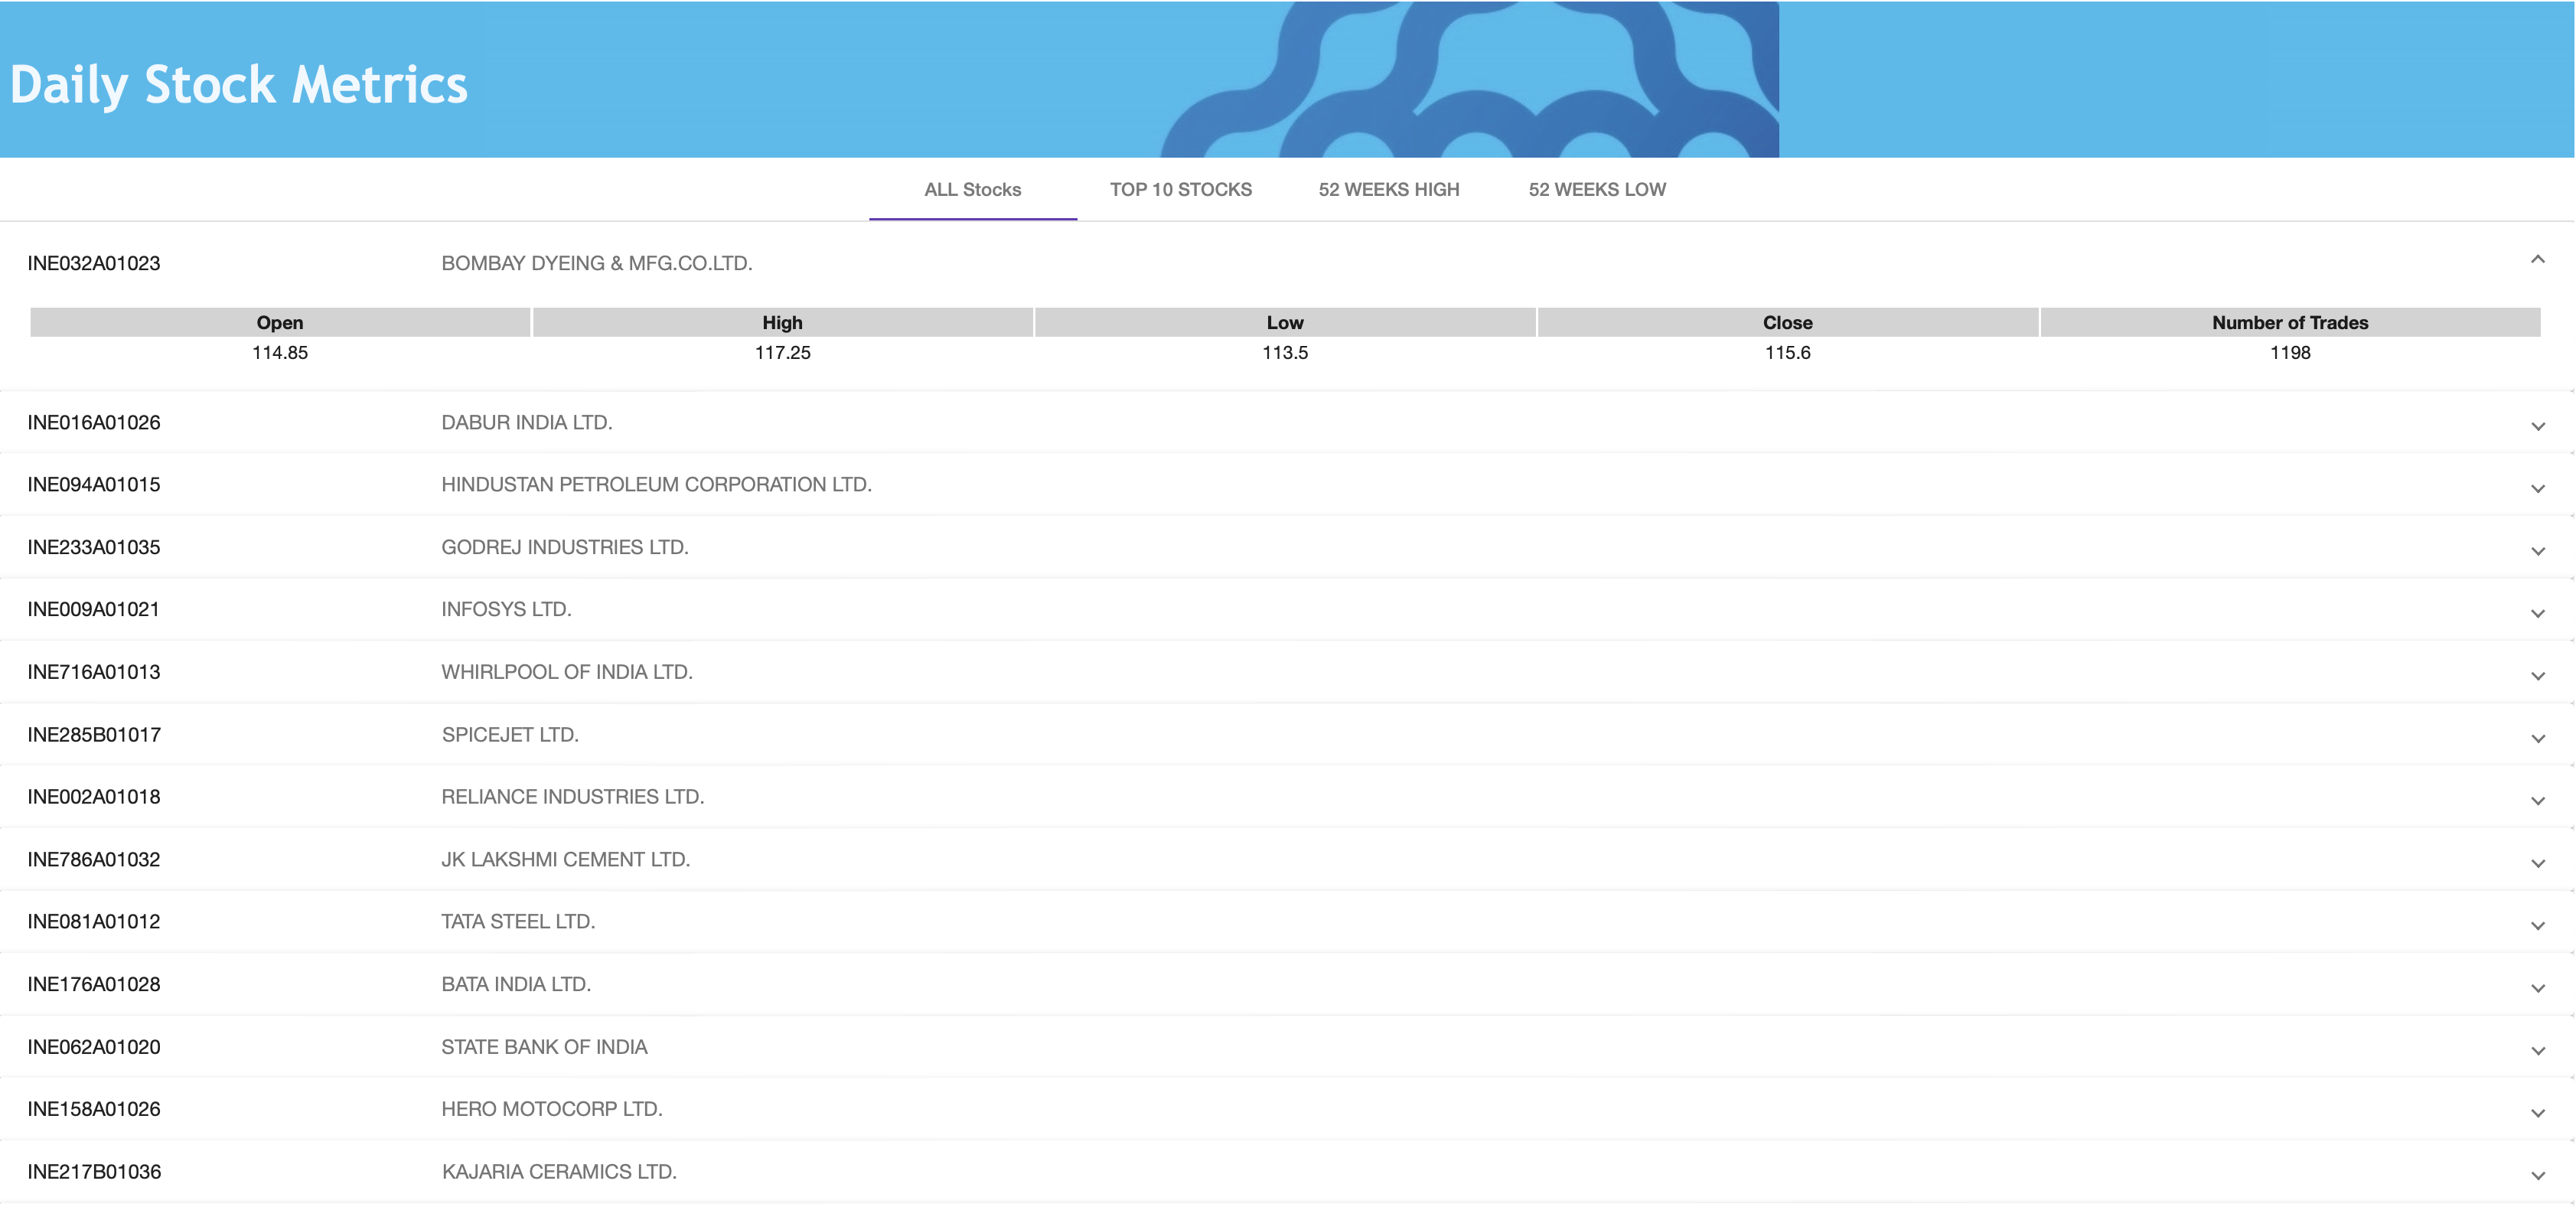 Daily Stock Metrics
ALL Stocks TOP 10 STOCKS 52 WEEKS HIGH 52 WEEKS LOW
INE032A01023 BOMBAY DYEING & MFG.CO.LTD.
Open High Low Close Number of Trades
114.85 117.25 113.5 115.6 1198
INE016A01026 DABUR INDIA LTD.
INE094A01015 HINDUSTAN PETROLEUM CORPORATION LTD.
INE233A01035 GODREJ INDUSTRIES LTD.
INE009A01021 INFOSYS LTD.
INE716A01013 WHIRLPOOL OF INDIA LTD.
INE285B01017 SPICEJET LTD.
INE002A01018 RELIANCE INDUSTRIES LTD.
INE786A01032 JK LAKSHMI CEMENT LTD.
INE081A01012 TATA STEEL LTD.
INE176A01028 BATA INDIA LTD.
INE062A01020 STATE BANK OF INDIA
INE158A01026 HERO MOTOCORP LTD.
INE217B01036 KAJARIA CERAMICS LTD.